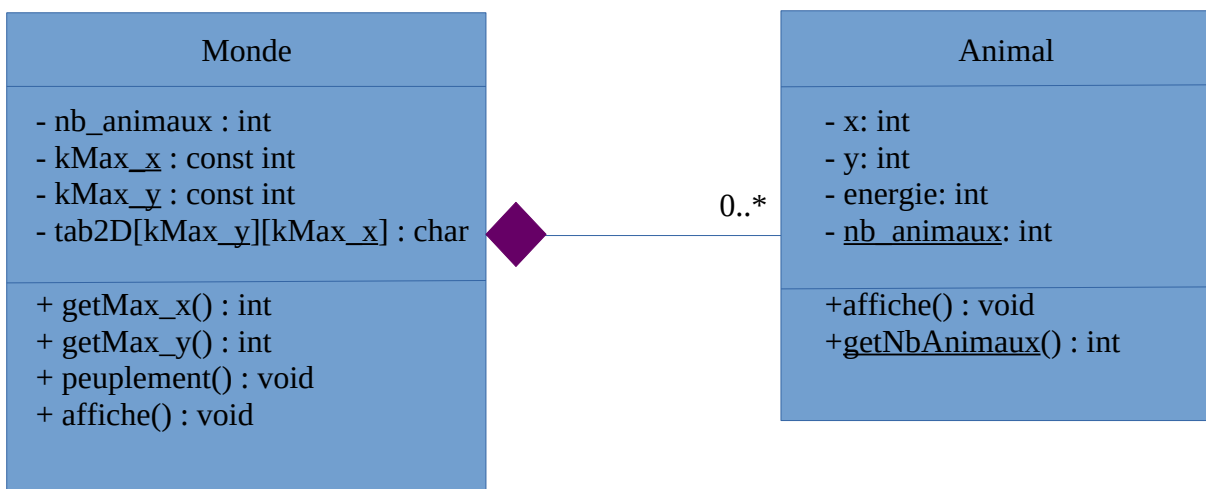 Monde
- nb_animaux : int
- kMax_x : const int
- kMax_y : const int
- tab2D[kMax_y][kMax_x] : char
+ getMax_x() : int
+ getMax_y() : int
+ peuplement() : void
+ affiche() : void
0..*
Animal
- x: int
- y: int
- energie: int
- nb_animaux: int
+affiche() : void
+getNbAnimaux() : int